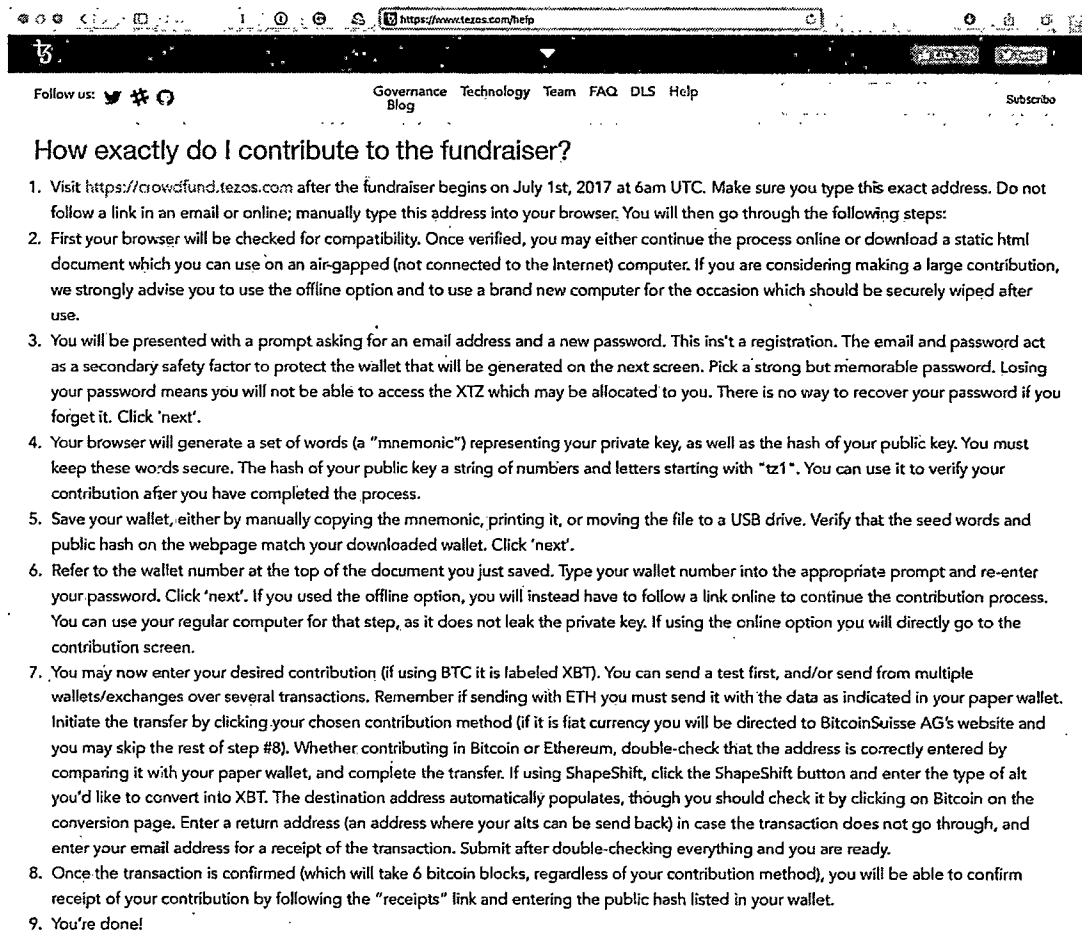 https://www.tezos.com/help
Follow us:
Governance Technology Team FAQ DLS Help
Blog
Subscribe
How exactly do I contribute to the fundraiser?
1. Visit https://crowdfund.tezos.com after the fundraiser begins on July 1st, 2017 at 6am UTC. Make sure you type this exact address. Do not
follow a link in an email or online; manually type this address into your browser. You will then go through the following steps:
2. First your browser will be checked for compatibility. Once verified, you may either continue the process online or download a static html
document which you can use on an air-gapped (not connected to the Internet) computer. If you are considering making a large contribution,
we strongly advise you to use the offline option and to use a brand new computer for the occasion which should be securely wiped after
use.
3. You will be presented with a prompt asking for an email address and a new password. This ins't a registration. The email and password act
as a secondary safety factor to protect the wallet that will be generated on the next screen. Pick a strong but memorable password. Losing
your password means you will not be able to access the XTZ which may be allocated to you. There is no way to recover your password if you
forget it. Click 'next'.
4. Your browser will generate a set of words (a "mnemonic") representing your private key, as well as the hash of your public key. You must
keep these words secure. The hash of your public key a string of numbers and letters starting with "tz1". You can use it to verify your
contribution after you have completed the process.
5. Save your wallet, either by manually copying the mnemonic, printing it, or moving the file to a USB drive. Verify that the seed words and
public hash on the webpage match your downloaded wallet. Click 'next'.
6. Refer to the wallet number at the top of the document you just saved. Type your wallet number into the appropriate prompt and re-enter
your password. Click 'next'. If you used the offline option, you will instead have to follow a link online to continue the contribution process.
You can use your regular computer for that step, as it does not leak the private key. If using the online option you will directly go to the
contribution screen.
7. You may now enter your desired contribution (if using BTC it is labeled XBT). You can send a test first, and/or send from multiple
wallets/exchanges over several transactions. Remember if sending with ETH you must send it with the data as indicated in your paper wallet.
Initiate the transfer by clicking your chosen contribution method (if it is fiat currency you will be directed to BitcoinSuisse AG's website and
you may skip the rest of step #8). Whether contributing in Bitcoin or Ethereum, double-check that the address is correctly entered by
comparing it with your paper wallet, and complete the transfer. If using ShapeShift, click the ShapeShift button and enter the type of alt
you'd like to convert into XBT. The destination address automatically populates, though you should check it by clicking on Bitcoin on the
conversion page. Enter a return address (an address where your alts can be send back) in case the transaction does not go through, and
enter your email address for a receipt of the transaction. Submit after double-checking everything and you are ready.
8. Once the transaction is confirmed (which will take 6 bitcoin blocks, regardless of your contribution method), you will be able to confirm
receipt of your contribution by following the "receipts" link and entering the public hash listed in your wallet.
9. You're done!